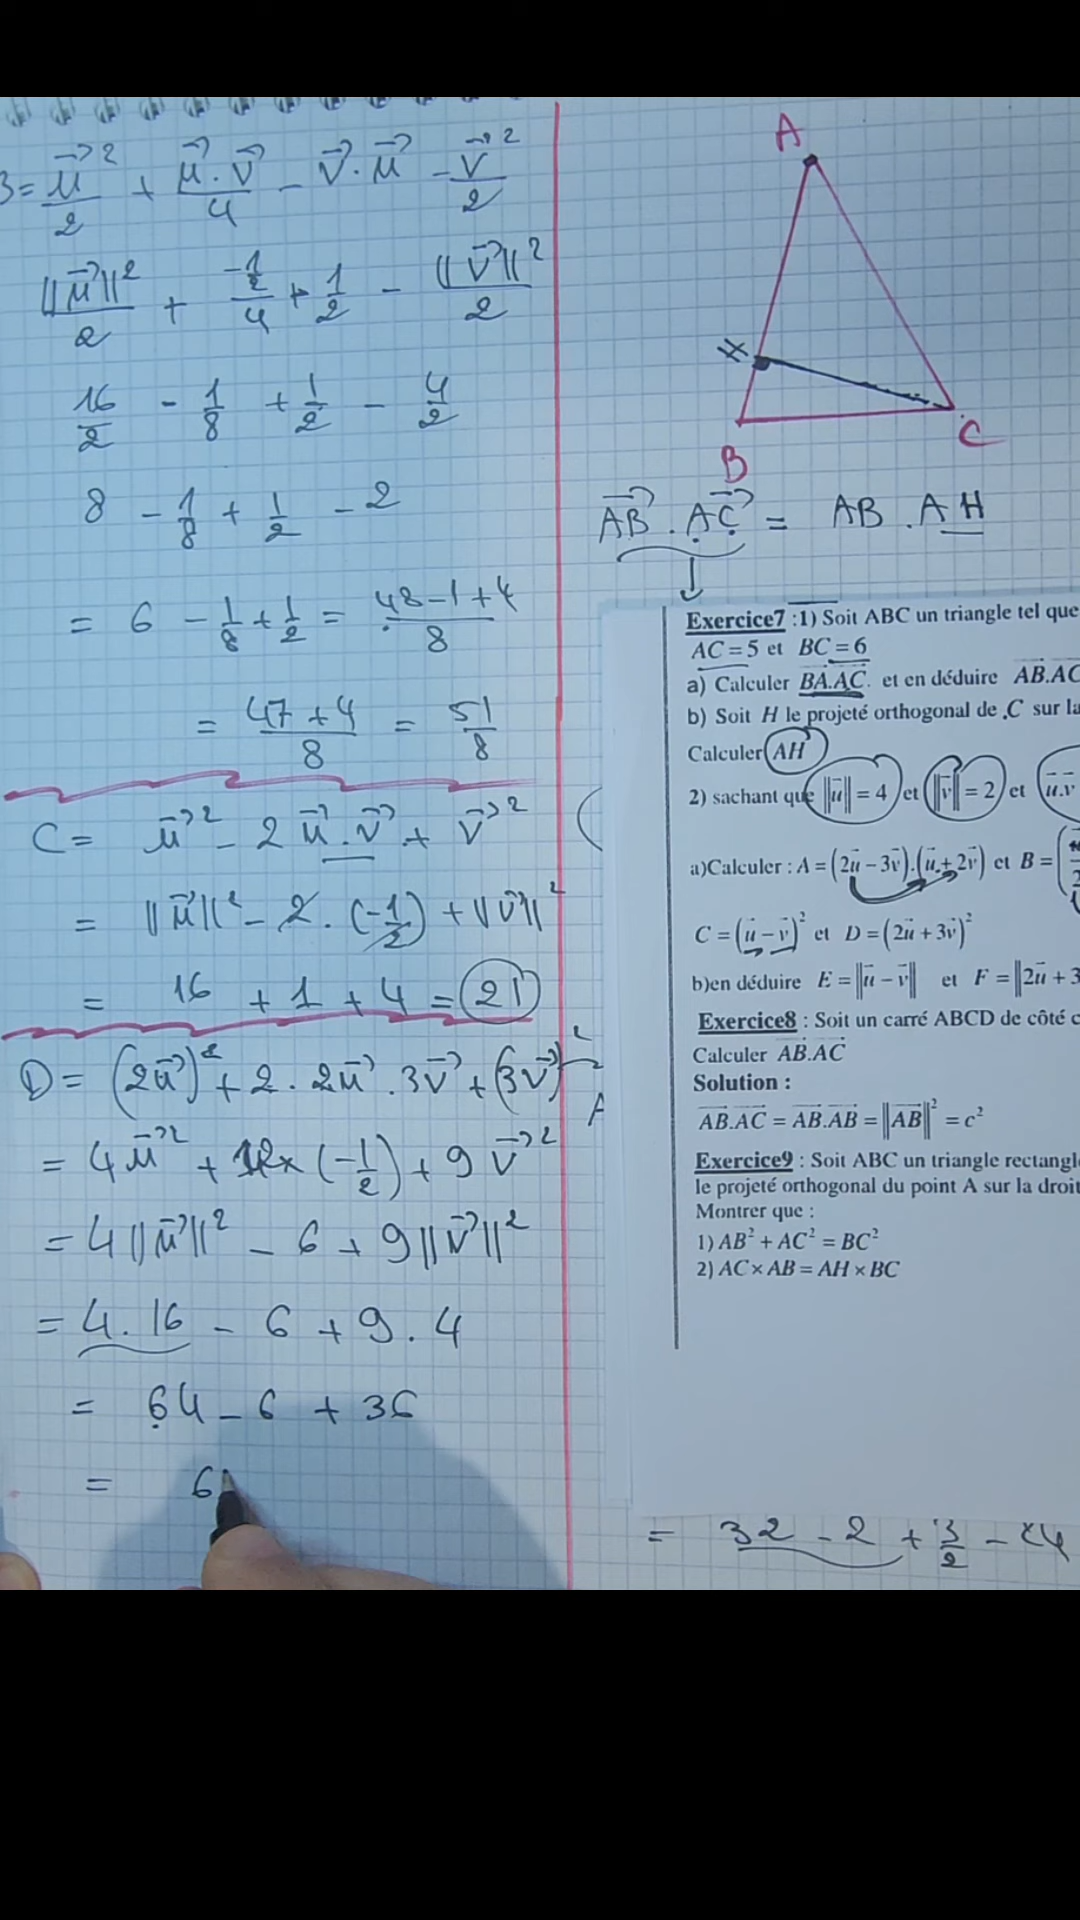 B = u⃗²/2 + u⃗.v⃗/4 - v⃗.u⃗ - v⃗²/2
||u⃗||²/2 + (-1/2)/4 + 1/2 - ||v⃗||²/2
16/2 - 1/8 + 1/2 - 4/2
8 - 1/8 + 1/2 - 2
= 6 - 1/8 + 1/2 = (48-1+4)/8
= (47+4)/8 = 51/8
C = u⃗² - 2u⃗.v⃗ + v⃗²
= ||u⃗||² - 2.(-1/2) + ||v⃗||²
= 16 + 1 + 4 = 21
D = (2u⃗)² + 2.2u⃗.3v⃗ + (3v⃗)²
= 4u⃗² + 12×(-1/2) + 9v⃗²
= 4||u⃗||² - 6 + 9||v⃗||²
= 4.16 - 6 + 9.4
= 64 - 6 + 36
= 6
A
B
C
AB⃗.AC⃗ = AB.AH
Exercice7 :1) Soit ABC un triangle tel que
AC = 5 et BC = 6
a) Calculer BA⃗.AC⃗. et en déduire AB⃗.AC⃗
b) Soit H le projeté orthogonal de C sur la
Calculer AH
2) sachant que ||u⃗|| = 4 et ||v⃗|| = 2 et u⃗.v⃗
a)Calculer : A = (2u⃗ - 3v⃗).(u⃗ + 2v⃗) et B =
C = (u⃗ - v⃗)² et D = (2u⃗ + 3v⃗)²
b)en déduire E = ||u⃗ - v⃗|| et F = ||2u⃗ + 3
Exercice8 : Soit un carré ABCD de côté c
Calculer AB⃗.AC⃗
Solution :
AB⃗.AC⃗ = AB⃗.AB⃗ = ||AB⃗||² = c²
Exercice9 : Soit ABC un triangle rectangle
le projeté orthogonal du point A sur la droit
Montrer que :
1) AB² + AC² = BC²
2) AC × AB = AH × BC
= 32 - 2 + 3/2 - 24